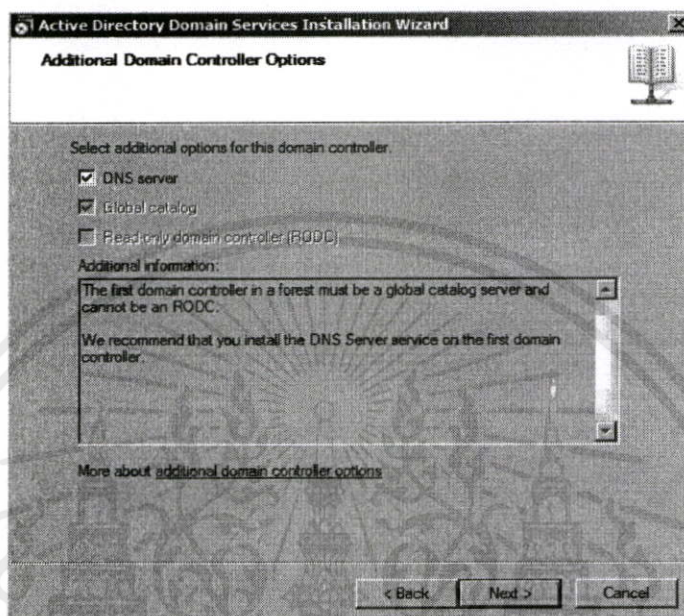 Active Directory Domain Services Installation Wizard
Additional Domain Controller Options
Select additional options for this domain controller.
DNS server
Global catalog
Read-only domain controller (RODC)
Additional information:
The first domain controller in a forest must be a global catalog server and
cannot be an RODC.
We recommend that you install the DNS Server service on the first domain
controller.
More about additional domain controller options
< Back
Next >
Cancel